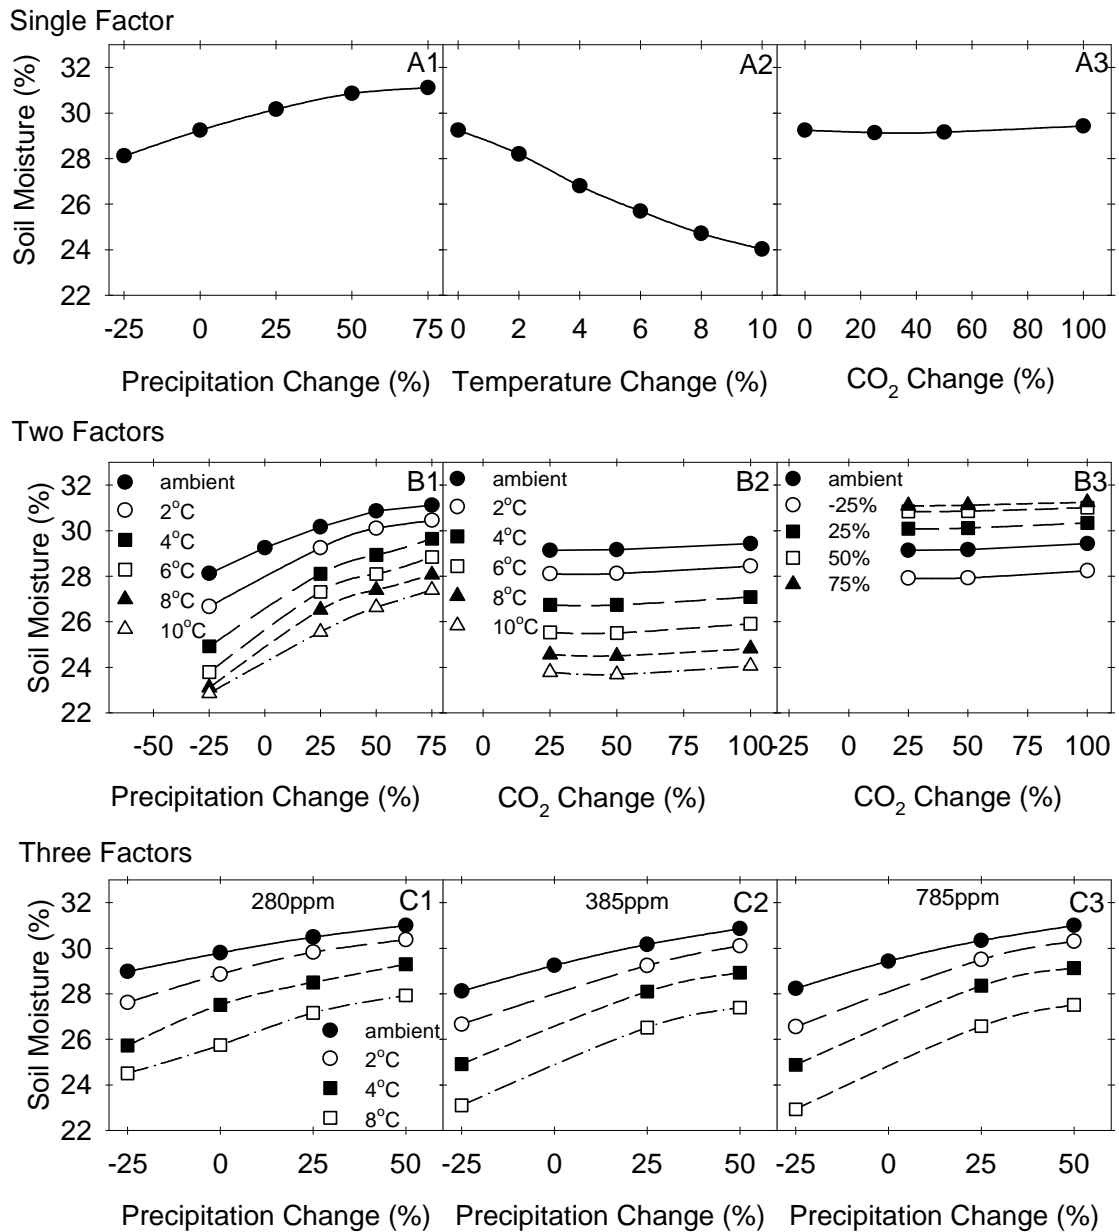 Single Factor
A1
A2
A3
Soil Moisture (%)
32
30
28
26
24
22
-25 0 25 50 75
0 2 4 6 8 10
0 20 40 60 80 100
Precipitation Change (%)
Temperature Change (%)
CO2 Change (%)
Two Factors
B1
ambient
2°C
4°C
6°C
8°C
10°C
B2
ambient
2°C
4°C
6°C
8°C
10°C
B3
ambient
-25%
25%
50%
75%
Soil Moisture (%)
32
30
28
26
24
22
-50 -25 0 25 50 75
0 25 50 75 100
-25 0 25 50 75 100
Precipitation Change (%)
CO2 Change (%)
CO2 Change (%)
Three Factors
280ppm C1
ambient
2°C
4°C
8°C
385ppm C2
785ppm C3
Soil Moisture (%)
32
30
28
26
24
22
-25 0 25 50
-25 0 25 50
-25 0 25 50
Precipitation Change (%)
Precipitation Change (%)
Precipitation Change (%)